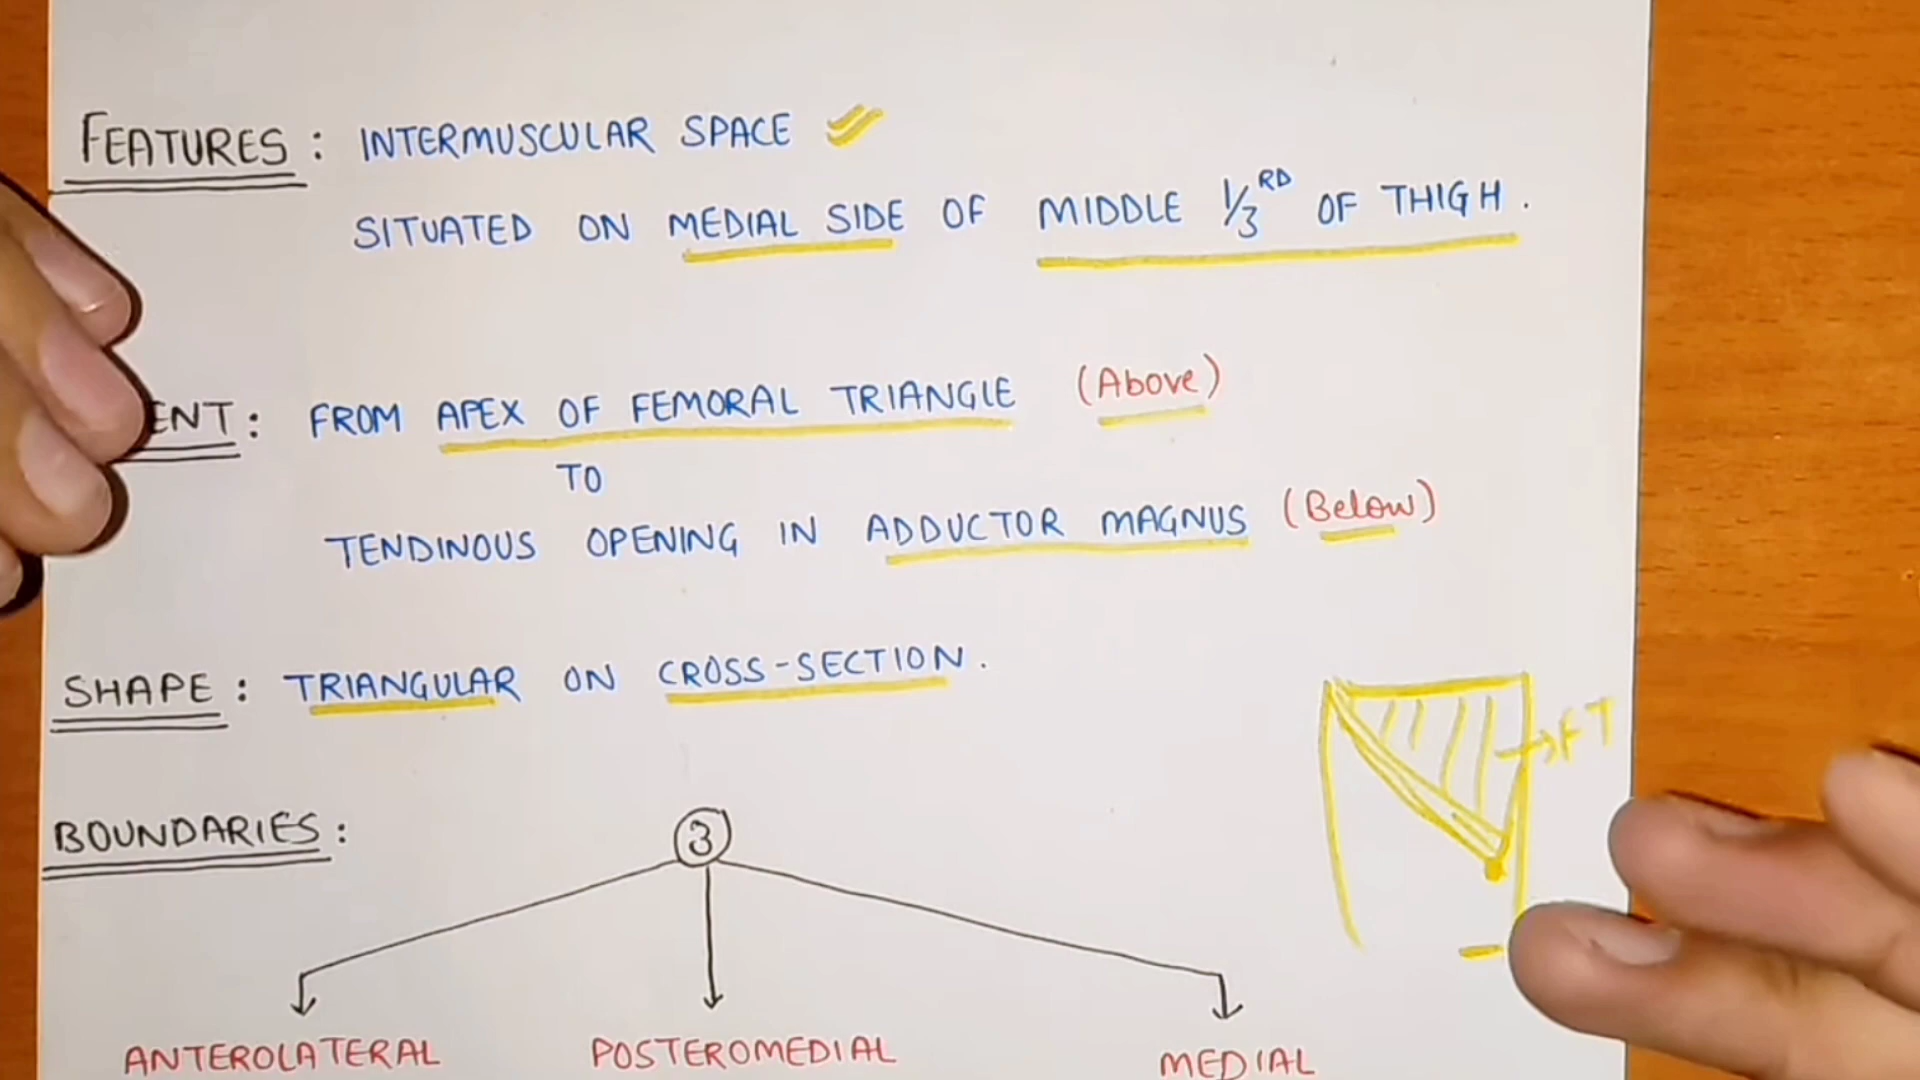 FEATURES : INTERMUSCULAR SPACE
SITUATED ON MEDIAL SIDE OF MIDDLE 1/3RD OF THIGH.
ENT: FROM APEX OF FEMORAL TRIANGLE (Above)
TO
TENDINOUS OPENING IN ADDUCTOR MAGNUS (Below)
SHAPE : TRIANGULAR ON CROSS-SECTION.
FT
BOUNDARIES : 3
ANTEROLATERAL POSTEROMEDIAL MEDIAL